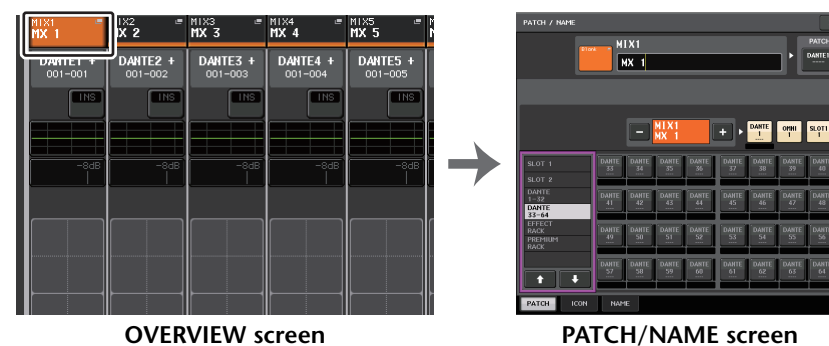 MIX1 MIX2 MIX3 MIX4 MIX5
MX 1 MX 2 MX 3 MX 4 MX 5
DANTE1 + DANTE2 + DANTE3 + DANTE4 + DANTE5 +
001-001 001-002 001-003 001-004 001-005
INS INS INS INS INS
-8dB -8dB -8dB -8dB -8dB
OVERVIEW screen
PATCH / NAME
Blank MIX1 PATCH
MX 1 DANTE1
- MIX1 + DANTE OMNI SLOT1
MX 1 1 1 1
SLOT 1
SLOT 2
DANTE
1-32
DANTE
33-64
EFFECT
RACK
PREMIUM
RACK
DANTE DANTE DANTE DANTE DANTE DANTE DANTE DANTE
33 34 35 36 37 38 39 40
DANTE DANTE DANTE DANTE DANTE DANTE DANTE DANTE
41 42 43 44 45 46 47 48
DANTE DANTE DANTE DANTE DANTE DANTE DANTE DANTE
49 50 51 52 53 54 55 56
DANTE DANTE DANTE DANTE DANTE DANTE DANTE DANTE
57 58 59 60 61 62 63 64
PATCH ICON NAME
PATCH/NAME screen